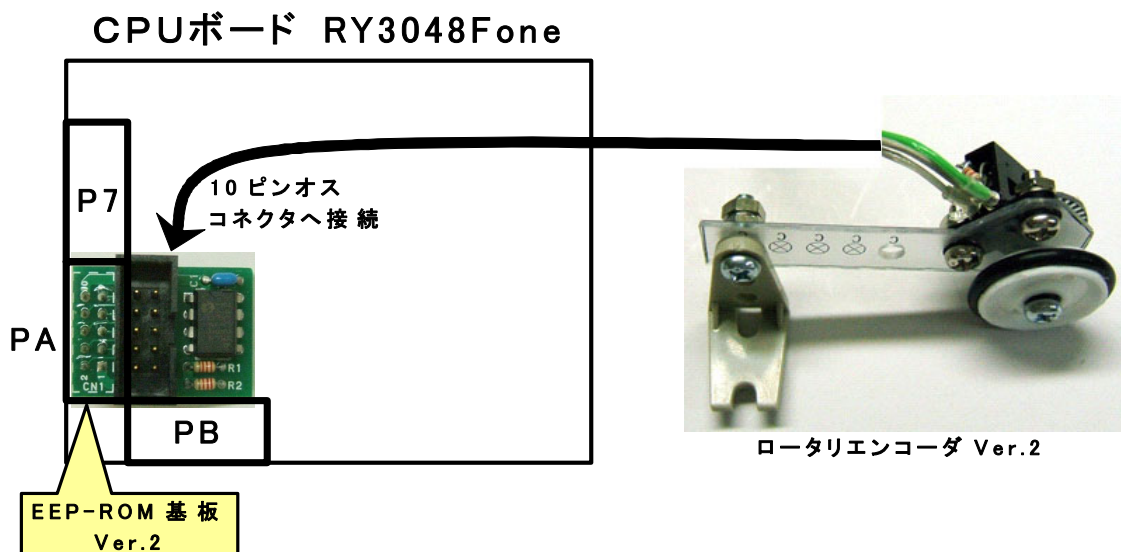 CPUボード RY3048Fone
P7
10ピンオス
コネクタへ接続
PA
C1
R1
R2
CN1
PB
ロータリエンコーダ Ver.2
EEP-ROM基板
Ver.2